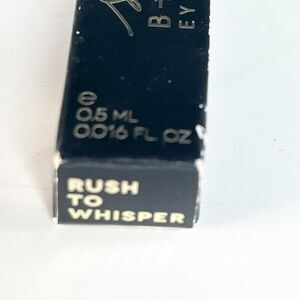 B-
EY
℮
0.5 ML
0.016 FL. OZ
RUSH
TO
WHISPER